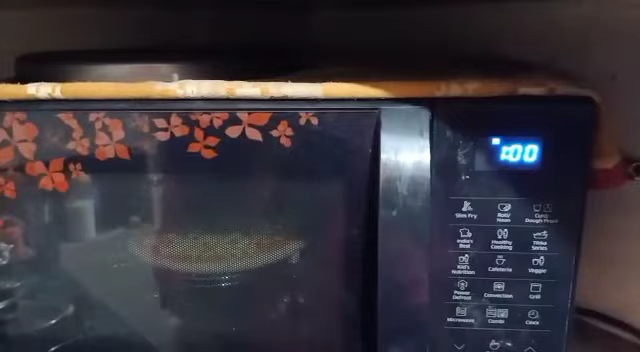 1:00
Slim Fry Roti/ Naan Curd/ Dough Proof
India's Best Healthy Cooking Tikka Series
Kid's Nutrition Cafeteria Veggie
Power Defrost Convection Grill
Microwave Combi Clock